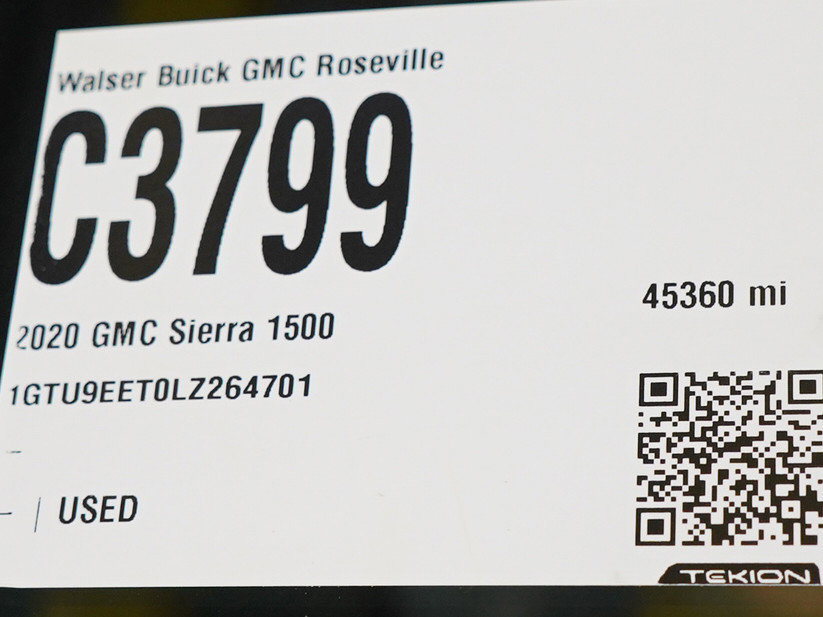 Walser Buick GMC Roseville
C3799
45360 mi
2020 GMC Sierra 1500
1GTU9EET0LZ264701
-
- | USED
TEKION